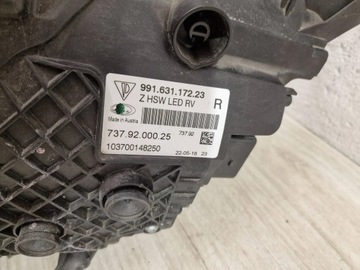 991.631.172.23
Z HSW LED RV
R
Made in Austria
737.92.000.25
737.92
103700148250
22-05-18